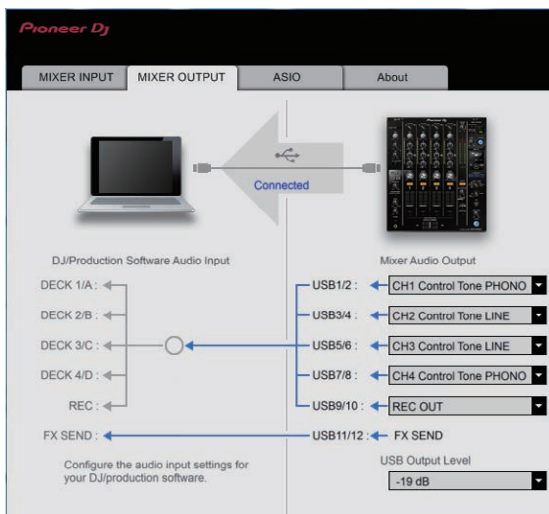 Pioneer Dj
MIXER INPUT
MIXER OUTPUT
ASIO
About
Connected
DJ/Production Software Audio Input
Mixer Audio Output
DECK 1/A :
USB1/2 :
CH1 Control Tone PHONO
DECK 2/B :
USB3/4 :
CH2 Control Tone LINE
DECK 3/C :
USB5/6 :
CH3 Control Tone LINE
DECK 4/D :
USB7/8 :
CH4 Control Tone PHONO
REC :
USB9/10 :
REC OUT
FX SEND :
USB11/12 :
FX SEND
Configure the audio input settings for
your DJ/production software.
USB Output Level
-19 dB